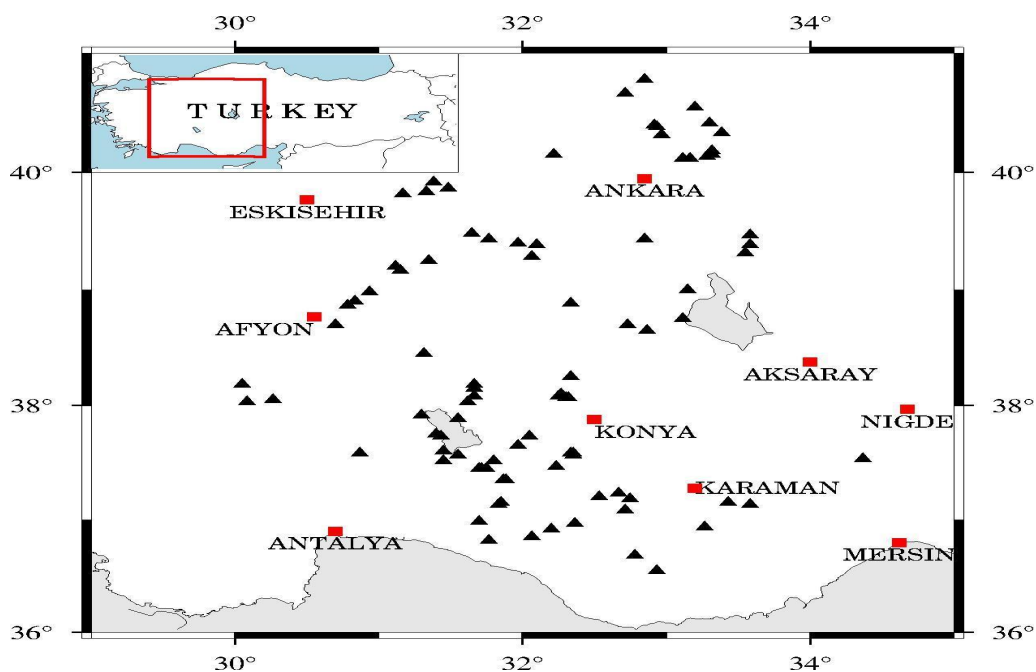 30° 32° 34°
TURKEY
40° 40°
ANKARA
ESKISEHIR
AFYON
AKSARAY
38° 38°
NIGDE
KONYA
KARAMAN
ANTALYA
MERSIN
36° 36°
30° 32° 34°